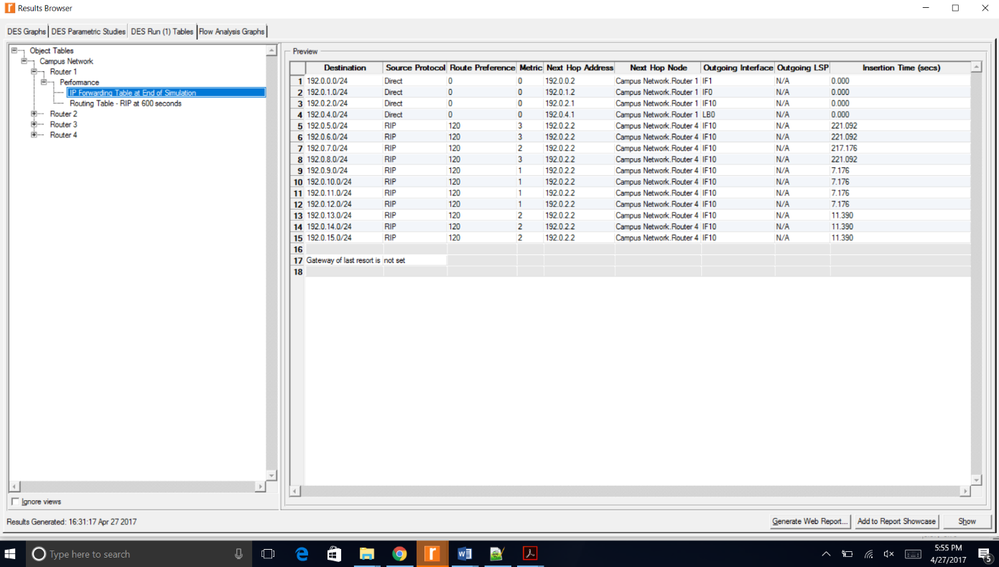 Results Browser
DES Graphs DES Parametric Studies DES Run (1) Tables Flow Analysis Graphs
Object Tables
Campus Network
Router 1
Performance
IP Forwarding Table at End of Simulation
Routing Table - RIP at 600 seconds
Router 2
Router 3
Router 4
Preview
Destination Source Protocol Route Preference Metric Next Hop Address Next Hop Node Outgoing Interface Outgoing LSP Insertion Time (secs)
1 192.0.0.0/24 Direct 0 0 192.0.0.2 Campus Network.Router 1 IF1 N/A 0.000
2 192.0.1.0/24 Direct 0 0 192.0.1.2 Campus Network.Router 1 IF0 N/A 0.000
3 192.0.2.0/24 Direct 0 0 192.0.2.1 Campus Network.Router 1 IF10 N/A 0.000
4 192.0.4.0/24 Direct 0 0 192.0.4.1 Campus Network.Router 1 LB0 N/A 0.000
5 192.0.5.0/24 RIP 120 3 192.0.2.2 Campus Network.Router 4 IF10 N/A 221.092
6 192.0.6.0/24 RIP 120 3 192.0.2.2 Campus Network.Router 4 IF10 N/A 221.092
7 192.0.7.0/24 RIP 120 2 192.0.2.2 Campus Network.Router 4 IF10 N/A 217.176
8 192.0.8.0/24 RIP 120 3 192.0.2.2 Campus Network.Router 4 IF10 N/A 221.092
9 192.0.9.0/24 RIP 120 1 192.0.2.2 Campus Network.Router 4 IF10 N/A 7.176
10 192.0.10.0/24 RIP 120 1 192.0.2.2 Campus Network.Router 4 IF10 N/A 7.176
11 192.0.11.0/24 RIP 120 1 192.0.2.2 Campus Network.Router 4 IF10 N/A 7.176
12 192.0.12.0/24 RIP 120 1 192.0.2.2 Campus Network.Router 4 IF10 N/A 7.176
13 192.0.13.0/24 RIP 120 2 192.0.2.2 Campus Network.Router 4 IF10 N/A 11.390
14 192.0.14.0/24 RIP 120 2 192.0.2.2 Campus Network.Router 4 IF10 N/A 11.390
15 192.0.15.0/24 RIP 120 2 192.0.2.2 Campus Network.Router 4 IF10 N/A 11.390
16
17 Gateway of last resort is not set
18
Ignore views
Results Generated: 16:31:17 Apr 27 2017
Generate Web Report... Add to Report Showcase Show
Type here to search
5:55 PM
4/27/2017
5